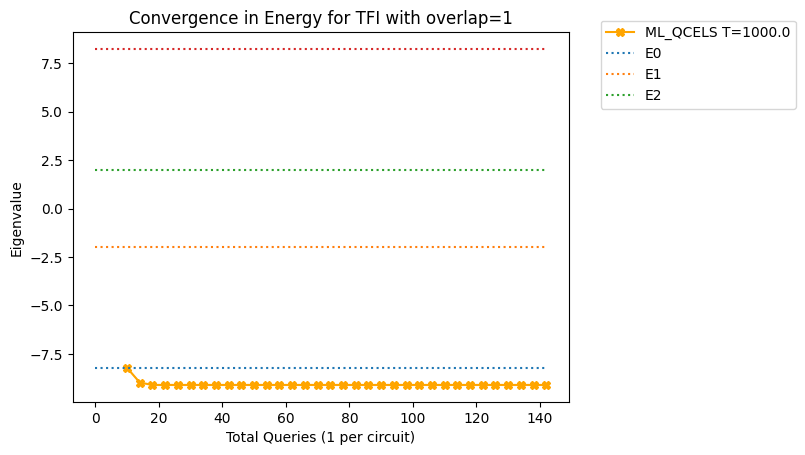 Convergence in Energy for TFI with overlap=1
ML_QCELS T=1000.0
E0
E1
E2
Eigenvalue
7.5
5.0
2.5
0.0
−2.5
−5.0
−7.5
0 20 40 60 80 100 120 140
Total Queries (1 per circuit)